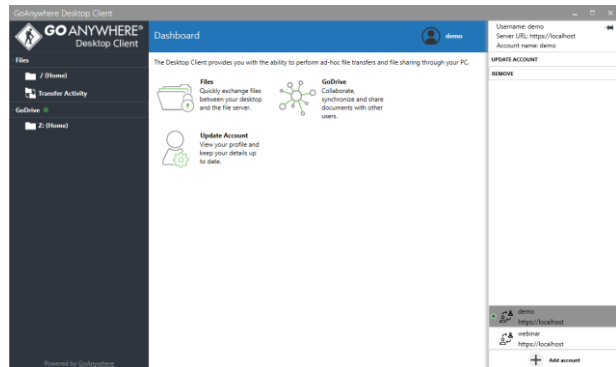 GoAnywhere Desktop Client
GO ANYWHERE®
Desktop Client
Files
/ (Home)
Transfer Activity
GoDrive
Z: (Home)
Powered by GoAnywhere
Dashboard
demo
The Desktop Client provides you with the ability to perform ad-hoc file transfers and file sharing through your PC.
Files
Quickly exchange files
between your desktop
and the file server.
GoDrive
Collaborate,
synchronize and share
documents with other
users.
Update Account
View your profile and
keep your details up
to date.
Username: demo
Server URL: https://localhost
Account name: demo
UPDATE ACCOUNT
REMOVE
demo
https://localhost
webinar
https://localhost
Add account